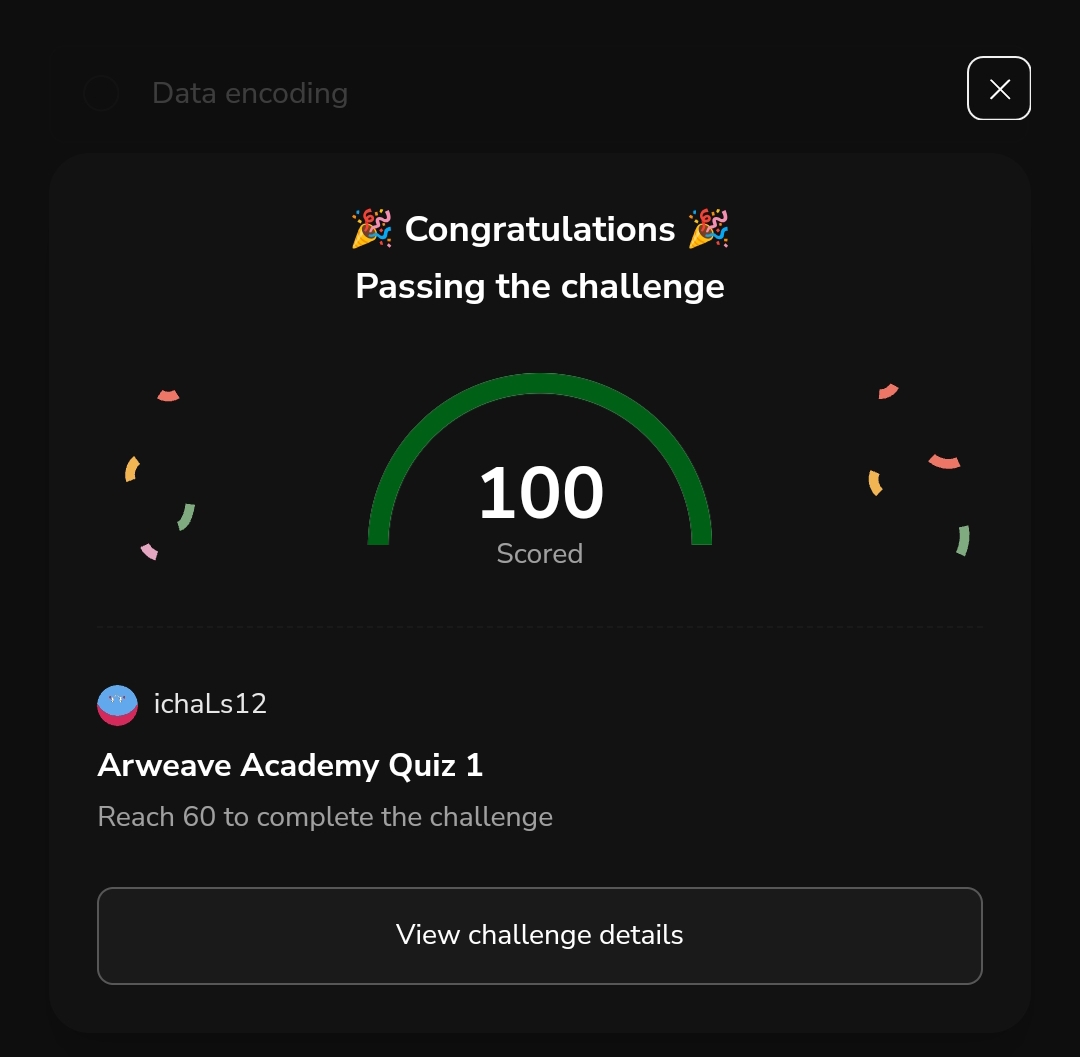 Data encoding
🎉 Congratulations 🎉
Passing the challenge
100
Scored
ichaLs12
Arweave Academy Quiz 1
Reach 60 to complete the challenge
View challenge details